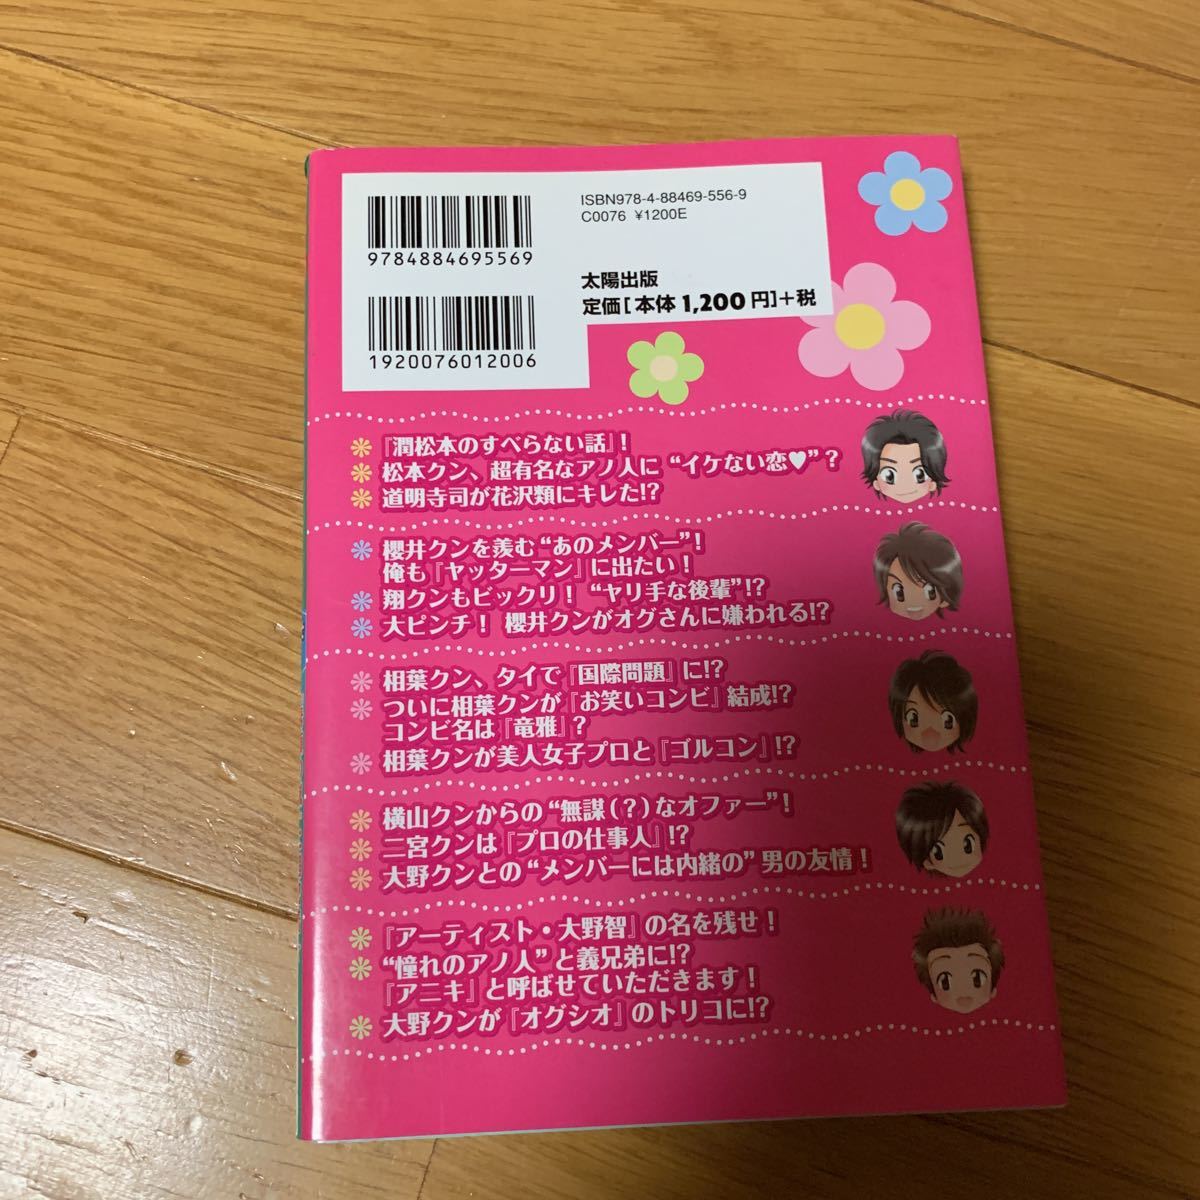 ISBN978-4-88469-556-9
C0076 ¥1200E
9784884695569
太陽出版
定価[本体1,200円]+税
1920076012006
『潤松本のすべらない話』!
松本クン、超有名なアノ人に “イケない恋♥”?
道明寺司が花沢類にキレた!?
櫻井クンを羨む“あのメンバー”!
俺も『ヤッターマン』に出たい!
翔クンもビックリ! “ヤリ手な後輩”!?
大ピンチ! 櫻井クンがオグさんに嫌われる!?
相葉クン、タイで『国際問題』に!?
ついに相葉クンが『お笑いコンビ』結成!?
コンビ名は『竜雅』?
相葉クンが美人女子プロと『ゴルコン』!?
横山クンからの“無謀(?)なオファー”!
二宮クンは『プロの仕事人』!?
大野クンとの“メンバーには内緒の”男の友情!
『アーティスト・大野智』の名を残せ!
“憧れのアノ人”と義兄弟に!?
『アニキ』と呼ばせていただきます!
大野クンが『オグシオ』のトリコに!?